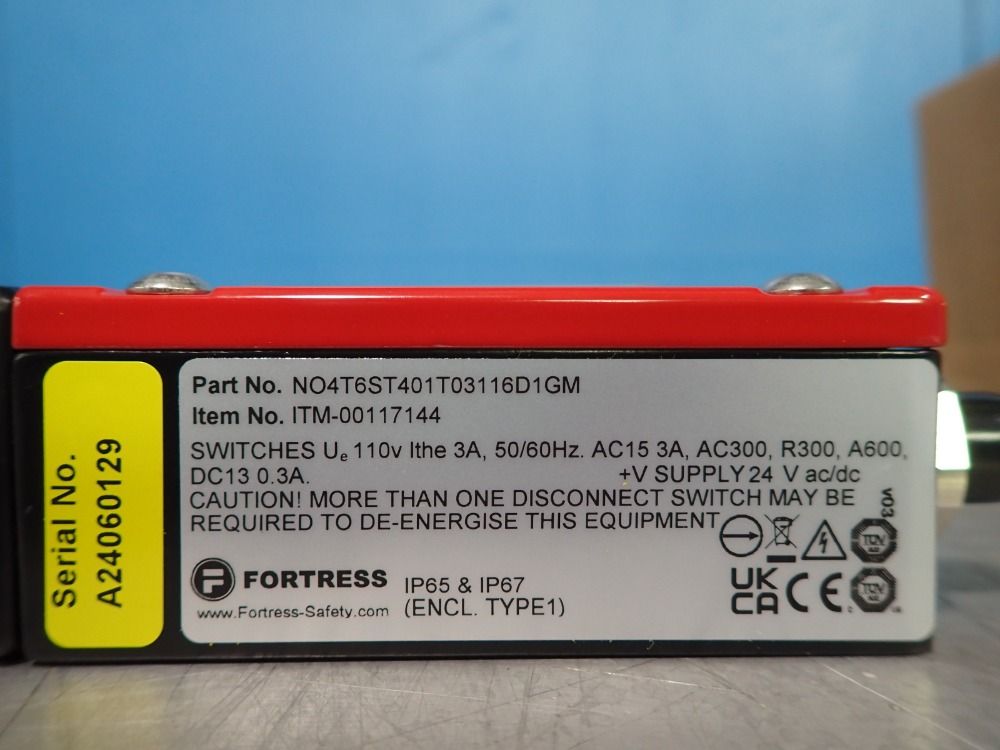 Serial No.
A24060129
Part No. NO4T6ST401T03116D1GM
Item No. ITM-00117144
SWITCHES Ue 110v Ithe 3A, 50/60Hz. AC15 3A, AC300, R300, A600,
DC13 0.3A. +V SUPPLY 24 V ac/dc
CAUTION! MORE THAN ONE DISCONNECT SWITCH MAY BE
REQUIRED TO DE-ENERGISE THIS EQUIPMENT
V03
TÜV
FORTRESS
www.Fortress-Safety.com
IP65 & IP67
(ENCL. TYPE1)
UK
CA
CE
TÜV